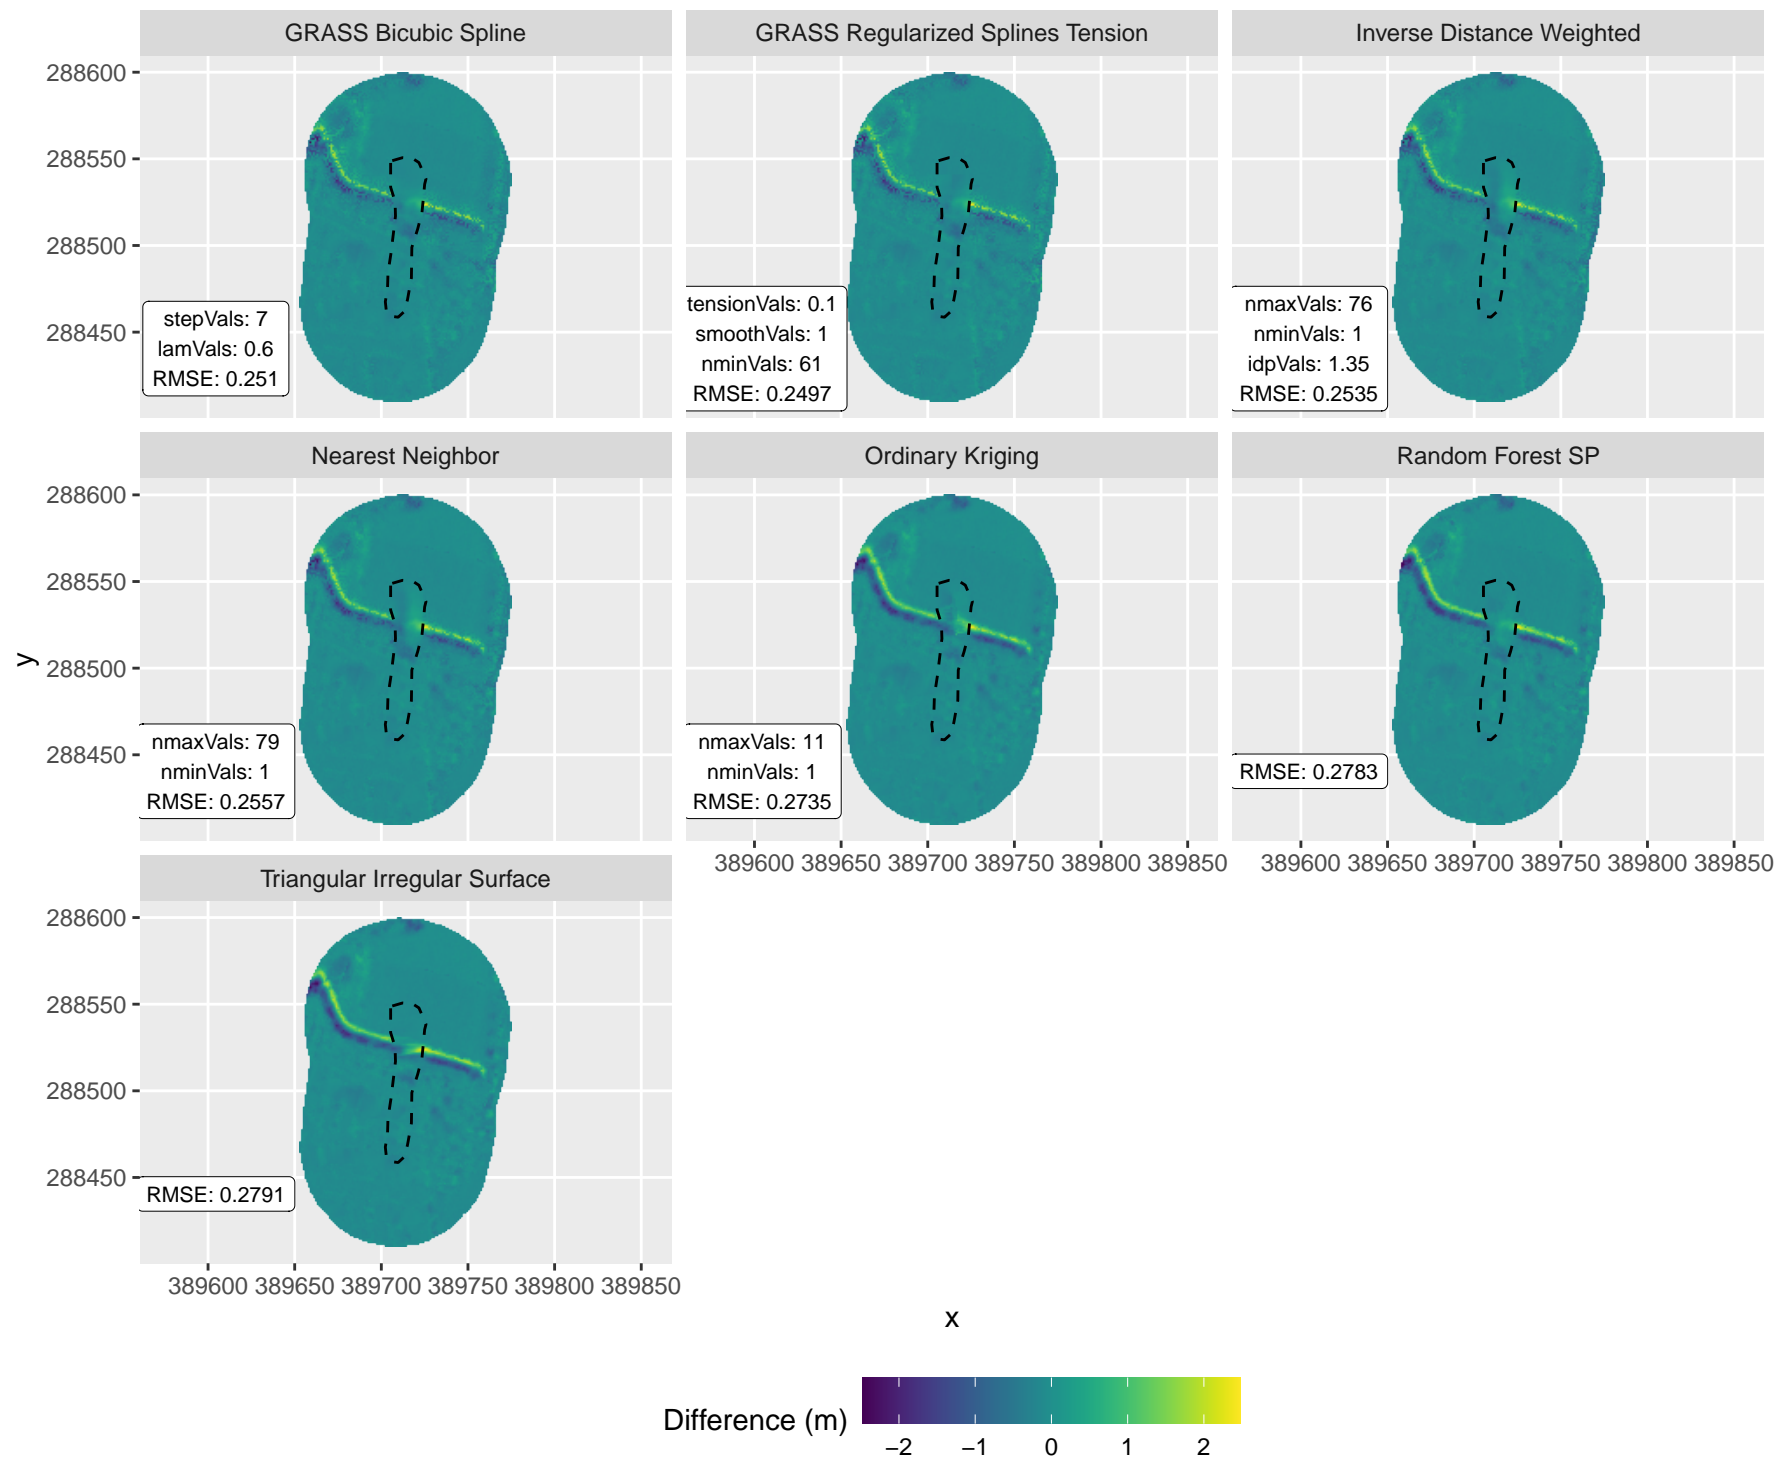 GRASS Bicubic Spline
GRASS Regularized Splines Tension
Inverse Distance Weighted
288600
288550
288500
288450
stepVals: 7
lamVals: 0.6
RMSE: 0.251
tensionVals: 0.1
smoothVals: 1
nminVals: 61
RMSE: 0.2497
nmaxVals: 76
nminVals: 1
idpVals: 1.35
RMSE: 0.2535
Nearest Neighbor
Ordinary Kriging
Random Forest SP
288600
288550
288500
288450
y
nmaxVals: 79
nminVals: 1
RMSE: 0.2557
nmaxVals: 11
nminVals: 1
RMSE: 0.2735
RMSE: 0.2783
389600 389650 389700 389750 389800 389850
389600 389650 389700 389750 389800 389850
Triangular Irregular Surface
288600
288550
288500
288450
RMSE: 0.2791
389600 389650 389700 389750 389800 389850
x
Difference (m)
−2 −1 0 1 2